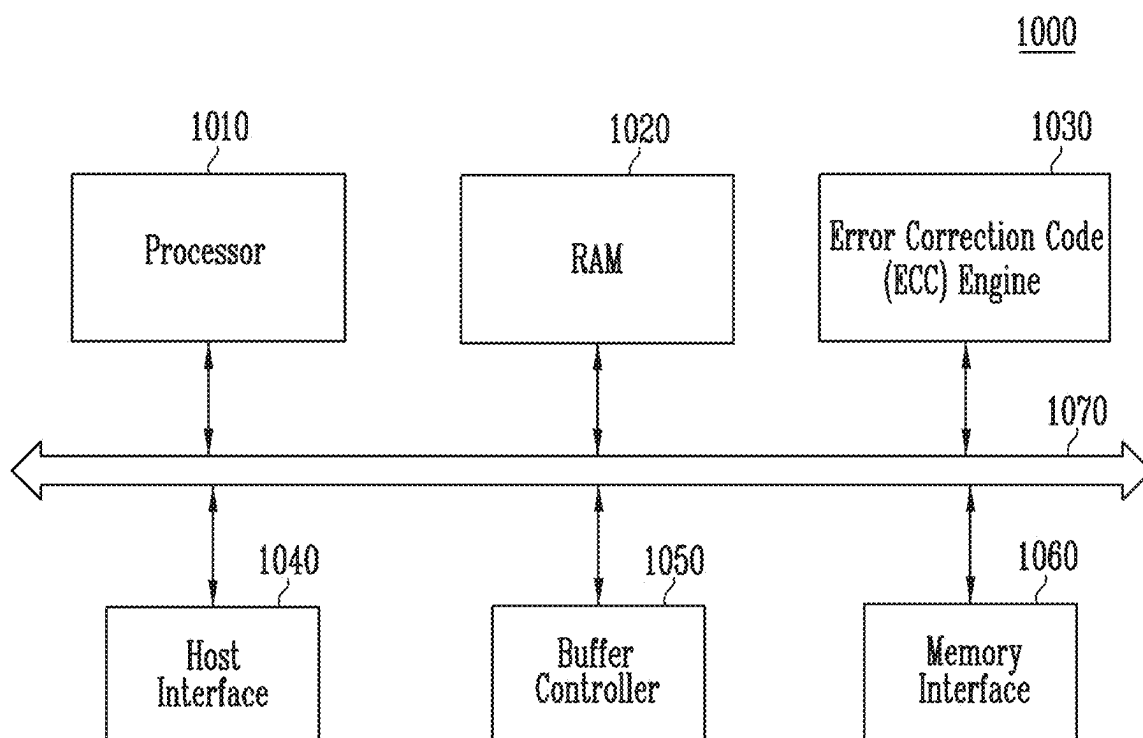 1000
1010
1020
1030
Processor
RAM
Error Correction Code
(ECC) Engine
1070
1040
1050
1060
Host
Interface
Buffer
Controller
Memory
Interface